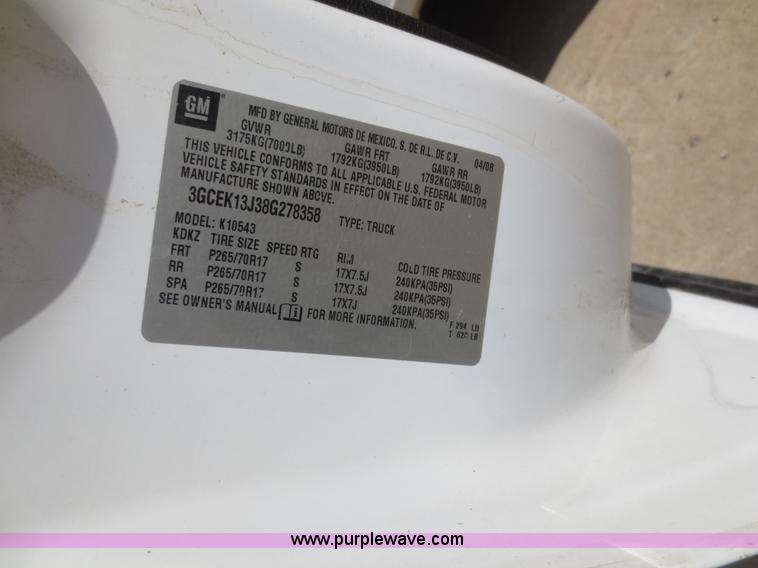 GM
MFD BY GENERAL MOTORS DE MEXICO, S. DE R.L. DE C.V. 04/08
GVWR GAWR FRT GAWR RR
3175KG(7000LB) 1792KG(3950LB) 1792KG(3950LB)
THIS VEHICLE CONFORMS TO ALL APPLICABLE U.S. FEDERAL MOTOR
VEHICLE SAFETY STANDARDS IN EFFECT ON THE DATE OF
MANUFACTURE SHOWN ABOVE.
3GCEK13J38G278358 TYPE: TRUCK
MODEL: K10543
KDKZ TIRE SIZE SPEED RTG RIM COLD TIRE PRESSURE
FRT P265/70R17 S 17X7.5J 240KPA(35PSI)
RR P265/70R17 S 17X7.5J 240KPA(35PSI)
SPA P265/70R17 S 17X7J 240KPA(35PSI)
SEE OWNER'S MANUAL FOR MORE INFORMATION.
F 294 LB
T LB
www.purplewave.com